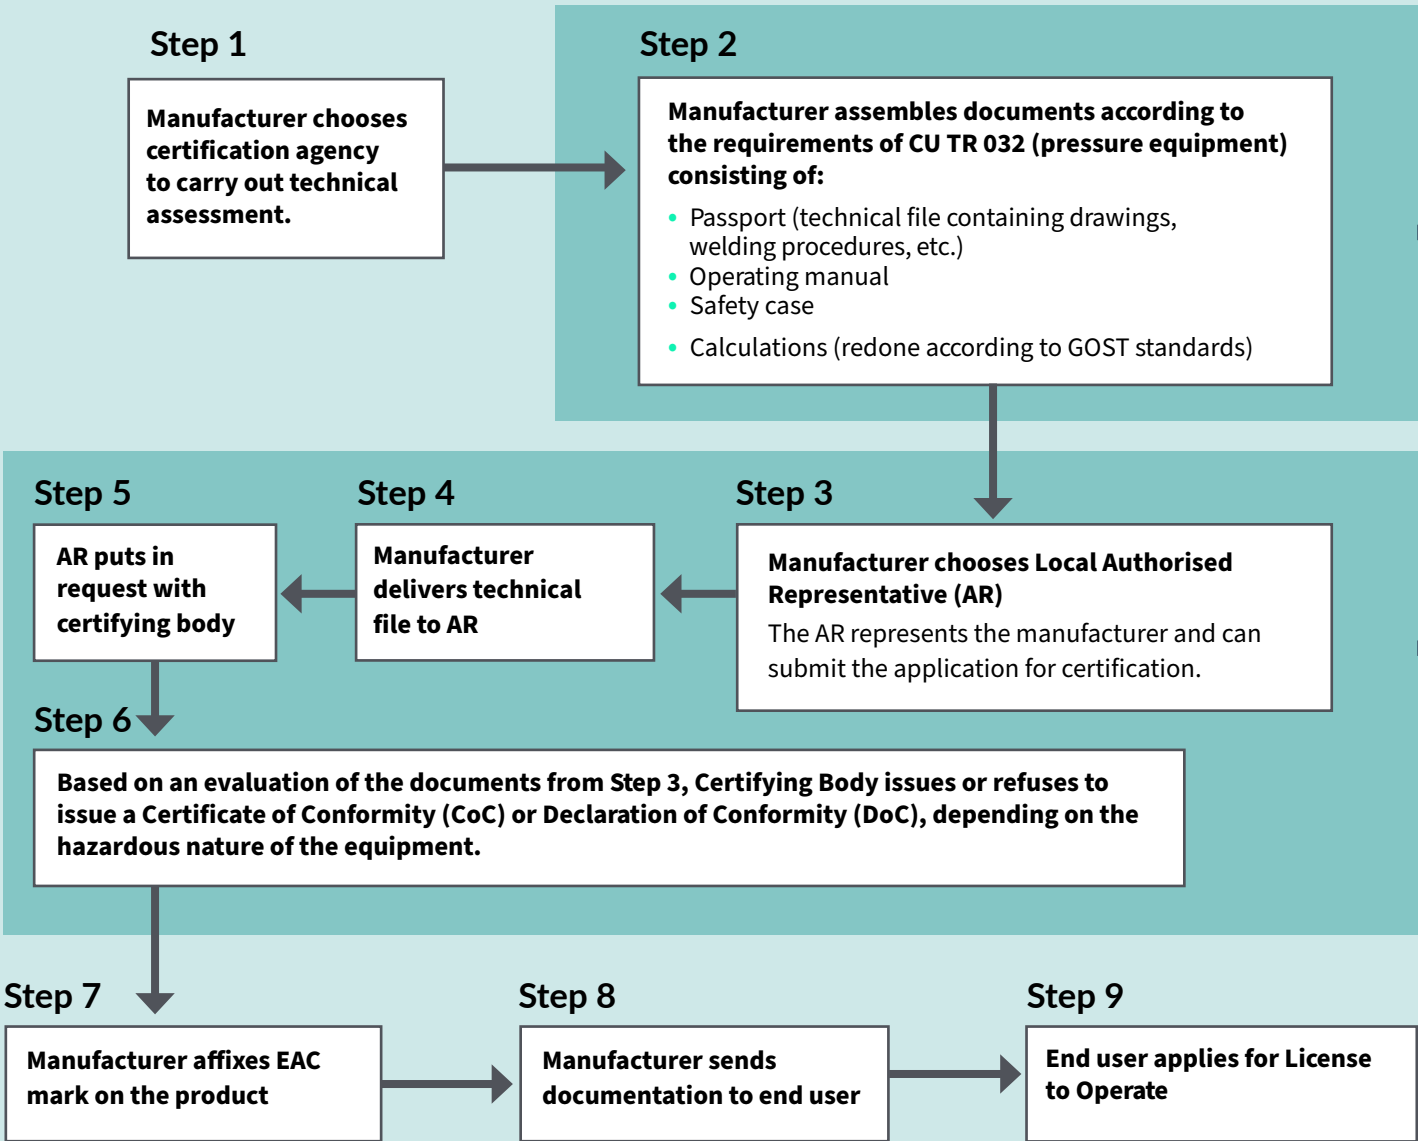 Step 1
Manufacturer chooses
certification agency
to carry out technical
assessment.
Step 2
Manufacturer assembles documents according to
the requirements of CU TR 032 (pressure equipment)
consisting of:
• Passport (technical file containing drawings,
welding procedures, etc.)
• Operating manual
• Safety case
• Calculations (redone according to GOST standards)
Step 3
Manufacturer chooses Local Authorised
Representative (AR)
The AR represents the manufacturer and can
submit the application for certification.
Step 4
Manufacturer
delivers technical
file to AR
Step 5
AR puts in
request with
certifying body
Step 6
Based on an evaluation of the documents from Step 3, Certifying Body issues or refuses to
issue a Certificate of Conformity (CoC) or Declaration of Conformity (DoC), depending on the
hazardous nature of the equipment.
Step 7
Manufacturer affixes EAC
mark on the product
Step 8
Manufacturer sends
documentation to end user
Step 9
End user applies for License
to Operate